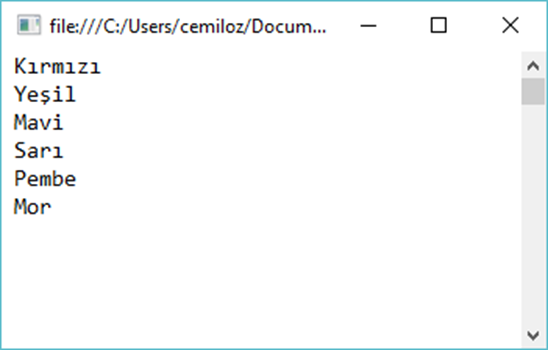 file:///C:/Users/cemiloz/Docum...
Kırmızı
Yeşil
Mavi
Sarı
Pembe
Mor